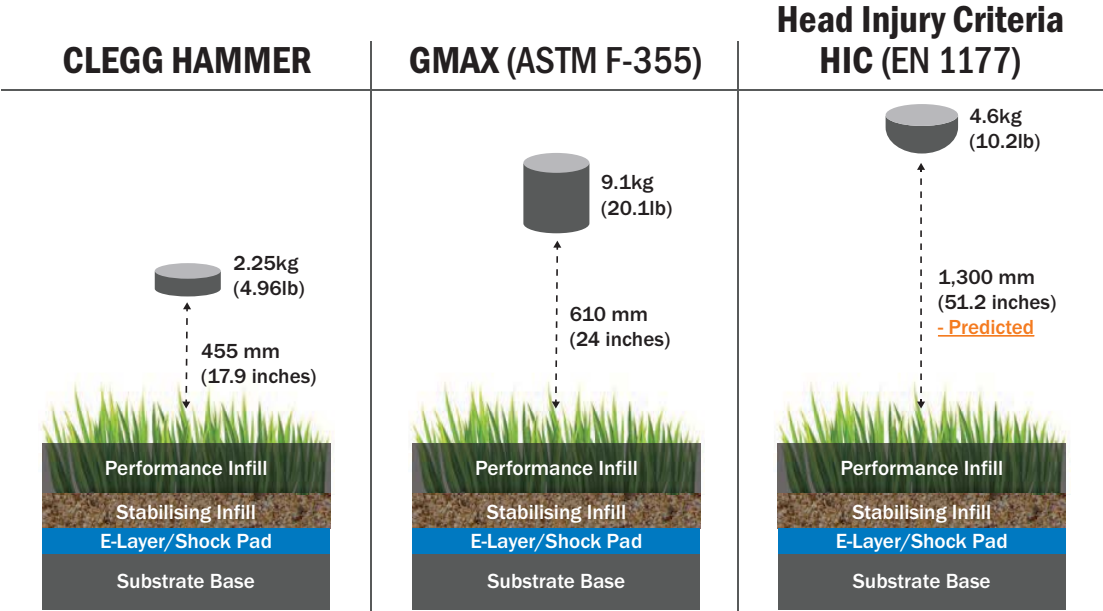 CLEGG HAMMER
2.25kg
(4.96lb)
455 mm
(17.9 inches)
Performance Infill
Stabilising Infill
E-Layer/Shock Pad
Substrate Base
GMAX (ASTM F-355)
9.1kg
(20.1lb)
610 mm
(24 inches)
Performance Infill
Stabilising Infill
E-Layer/Shock Pad
Substrate Base
Head Injury Criteria
HIC (EN 1177)
4.6kg
(10.2lb)
1,300 mm
(51.2 inches)
- Predicted
Performance Infill
Stabilising Infill
E-Layer/Shock Pad
Substrate Base